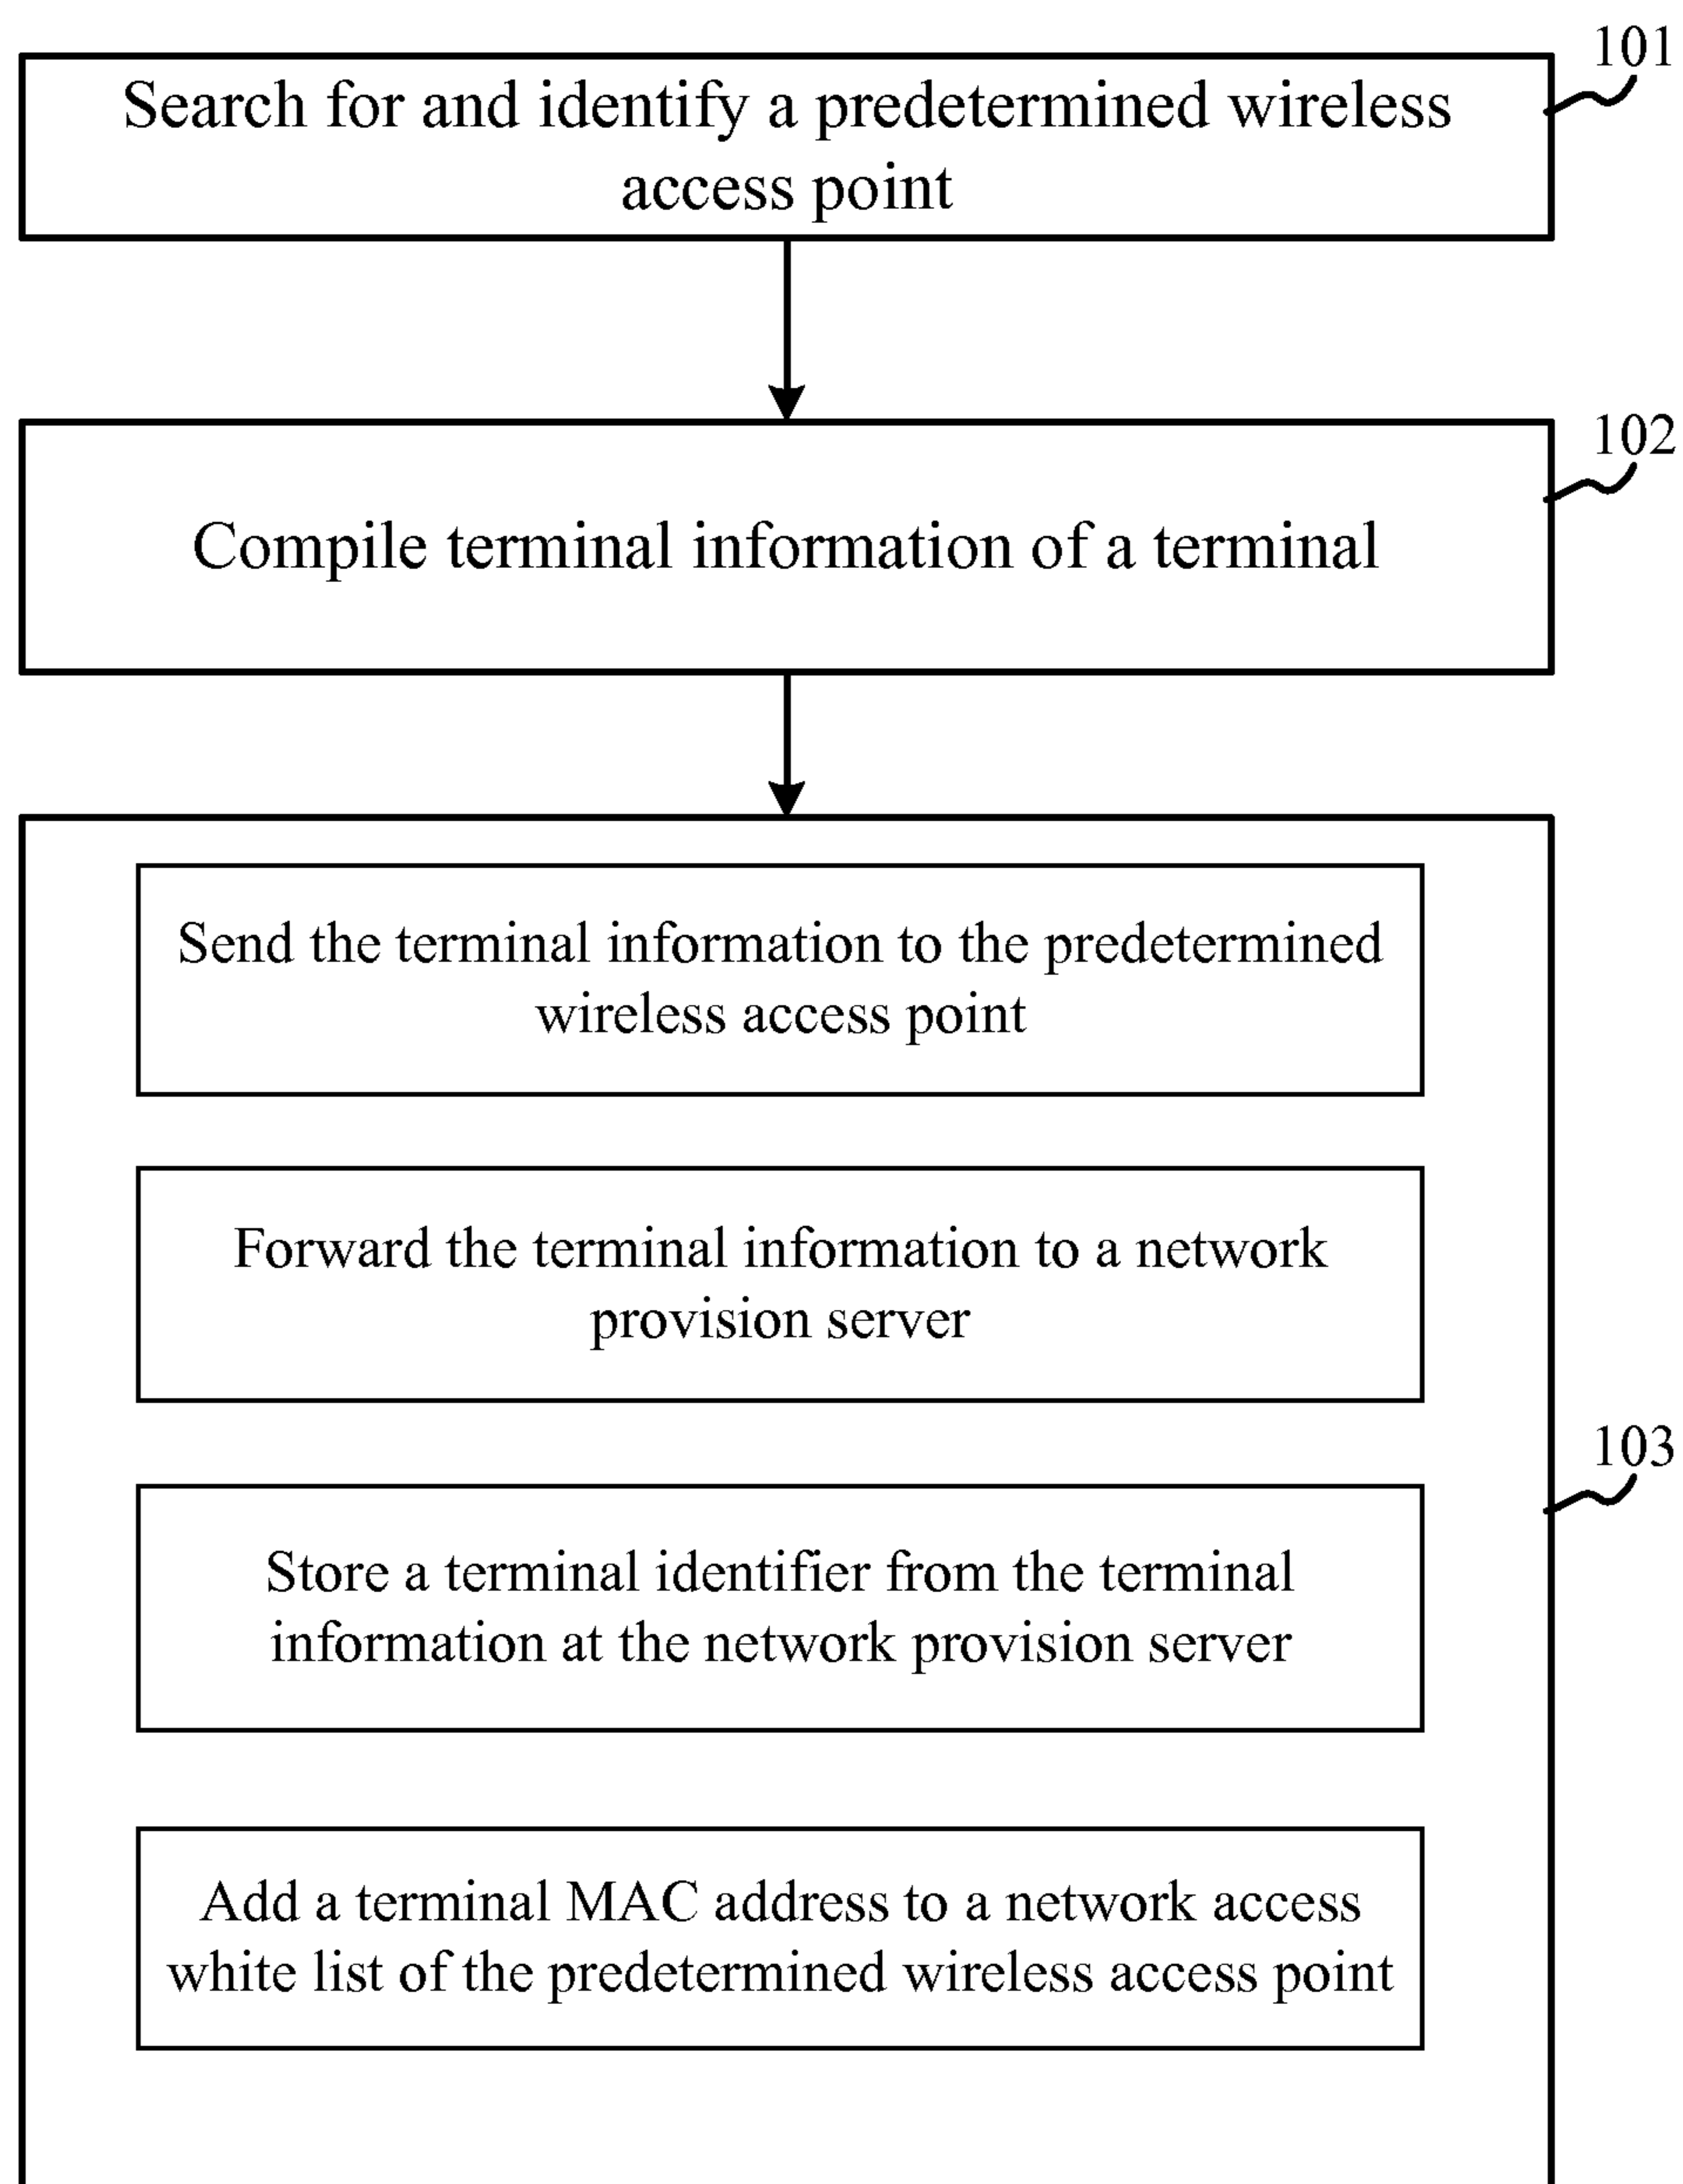 101
Search for and identify a predetermined wireless
access point
102
Compile terminal information of a terminal
Send the terminal information to the predetermined
wireless access point
Forward the terminal information to a network
provision server
103
Store a terminal identifier from the terminal
information at the network provision server
Add a terminal MAC address to a network access
white list of the predetermined wireless access point